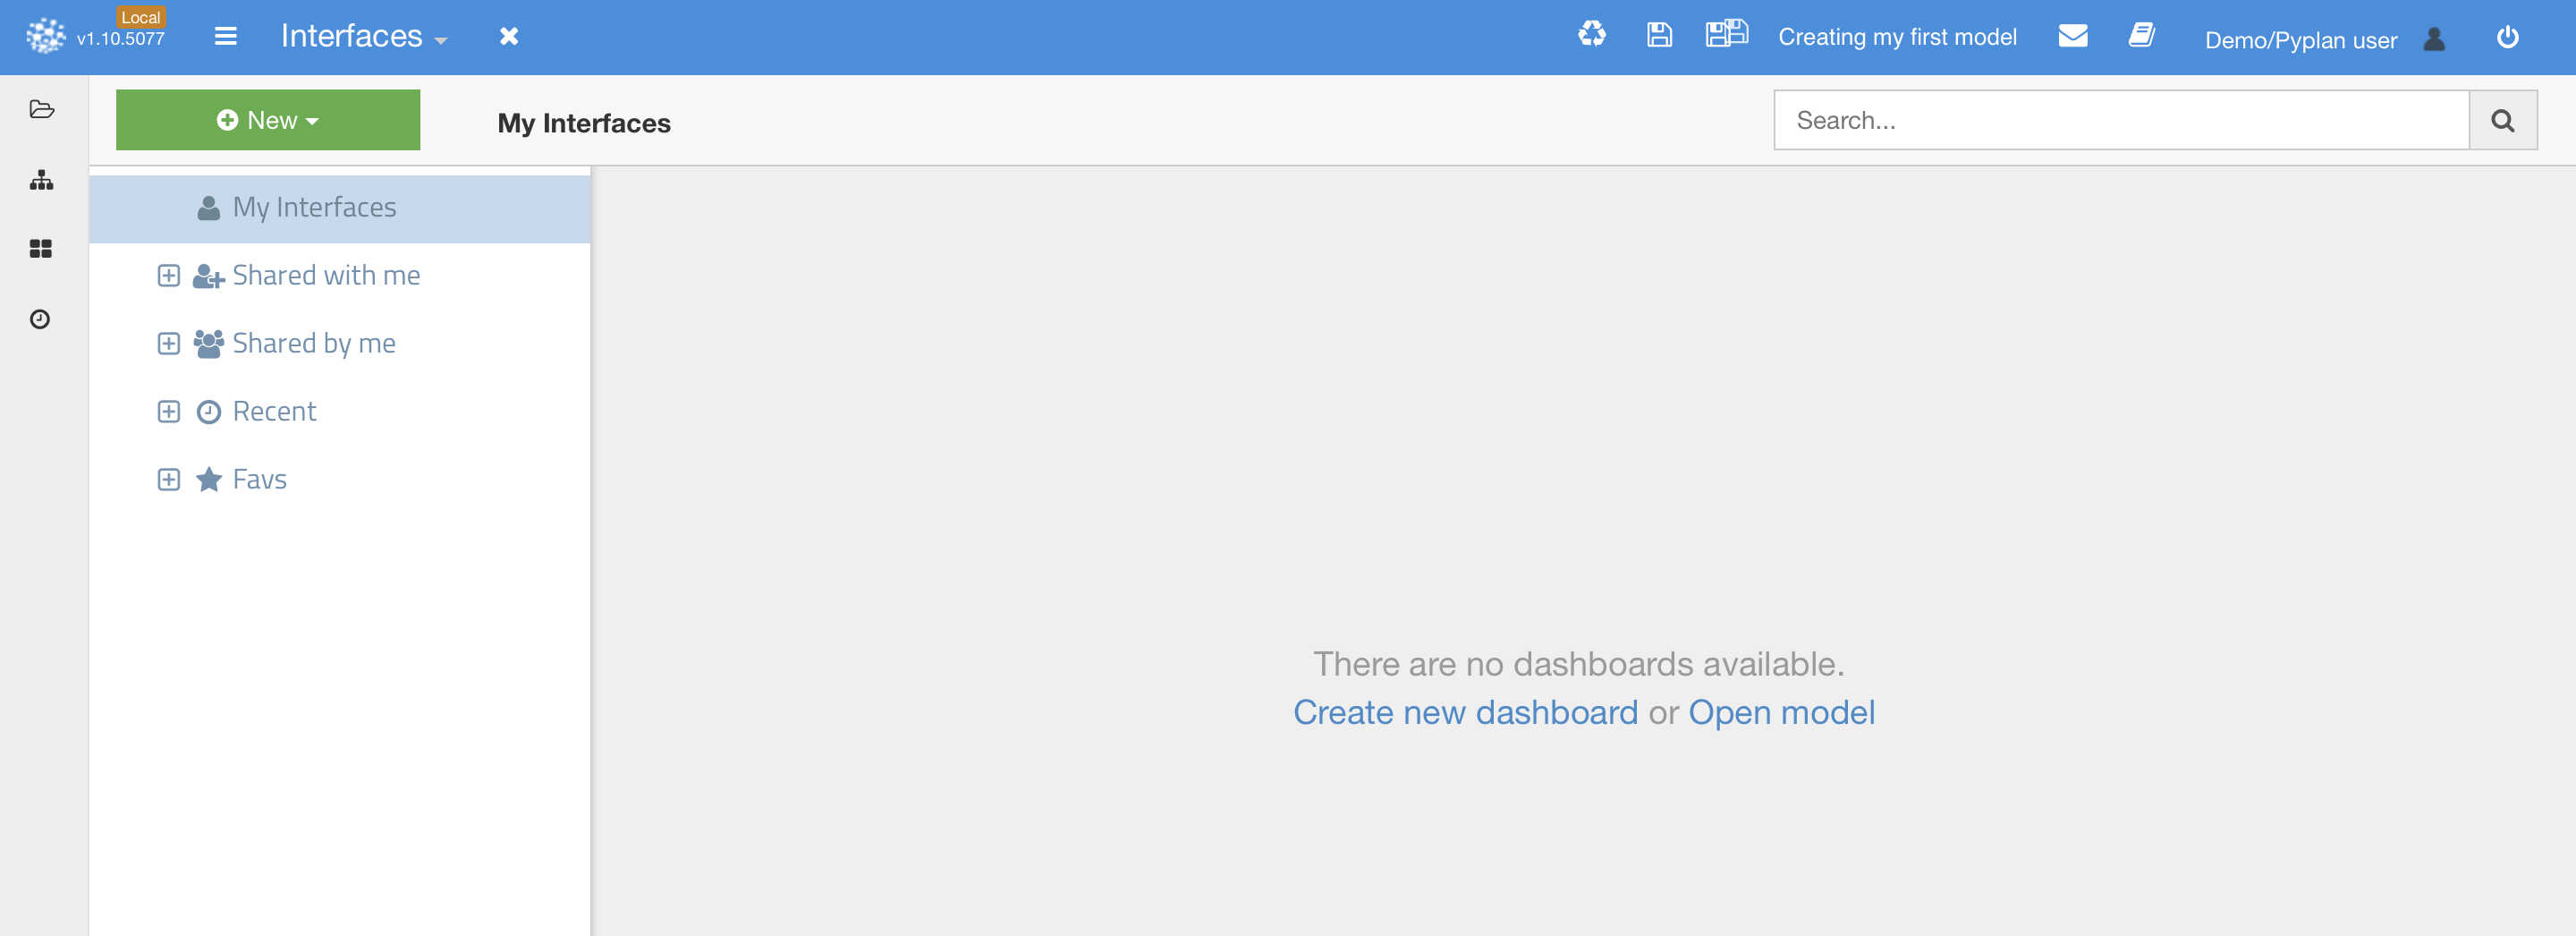 Local
v1.10.5077
Interfaces
Creating my first model
Demo/Pyplan user
New
My Interfaces
Search...
My Interfaces
Shared with me
Shared by me
Recent
Favs
There are no dashboards available.
Create new dashboard or Open model